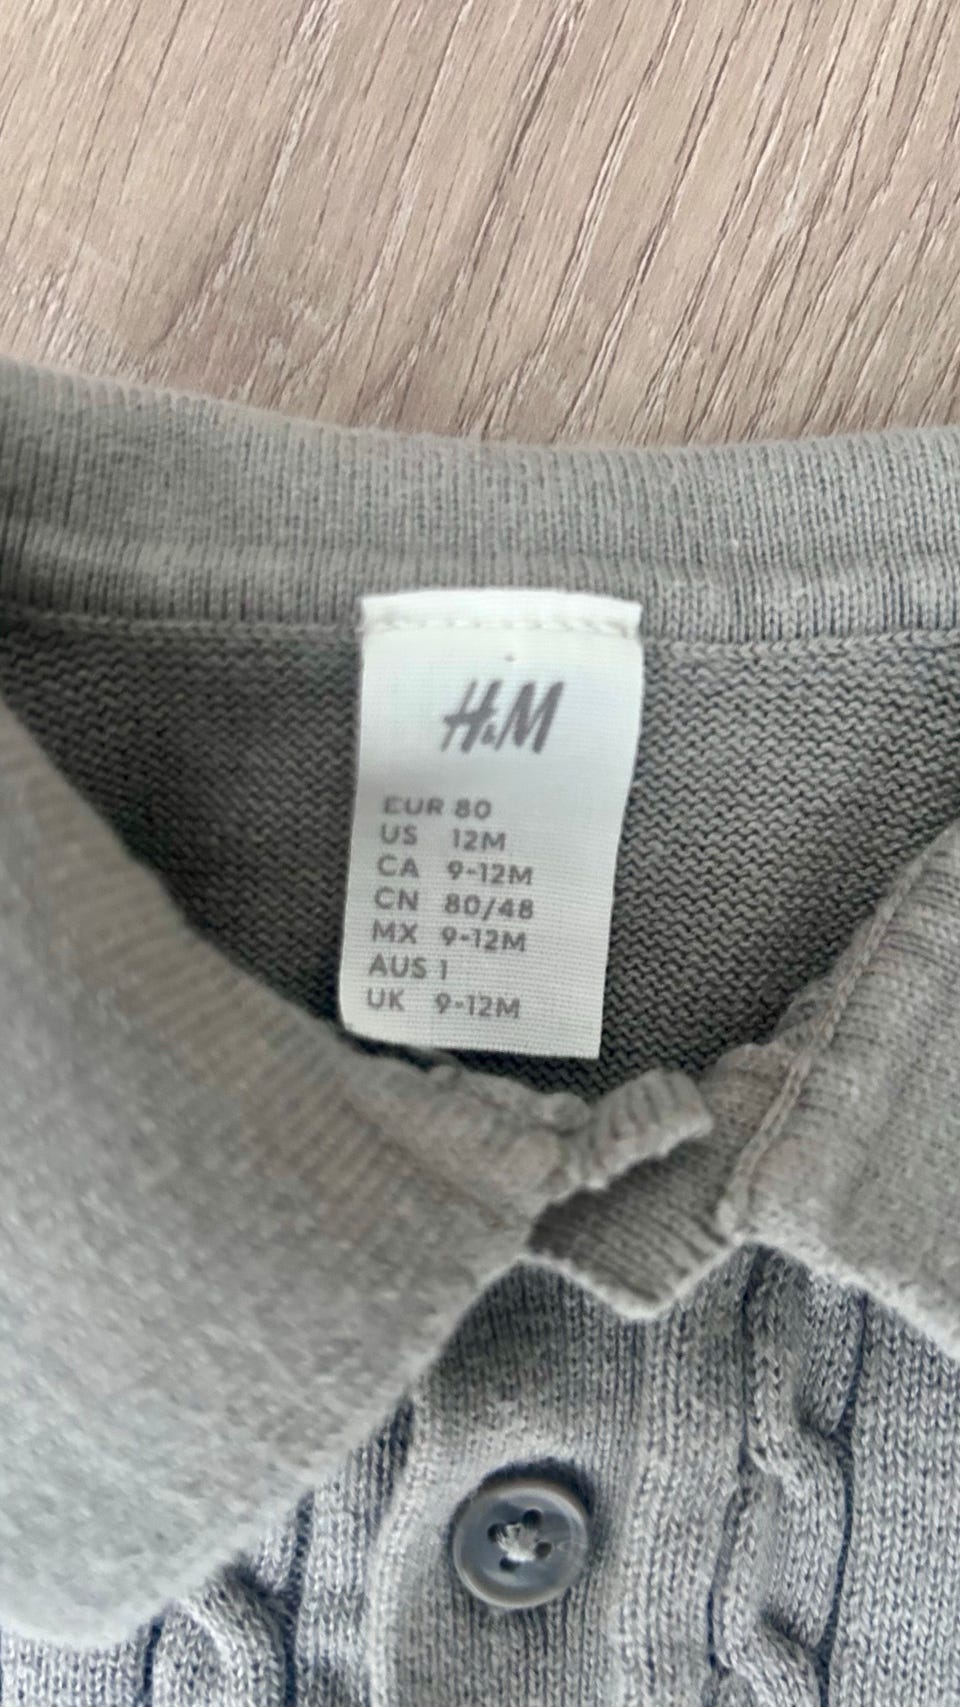 H&M
EUR 80
US 12M
CA 9-12M
CN 80/48
MX 9-12M
AUS 1
UK 9-12M